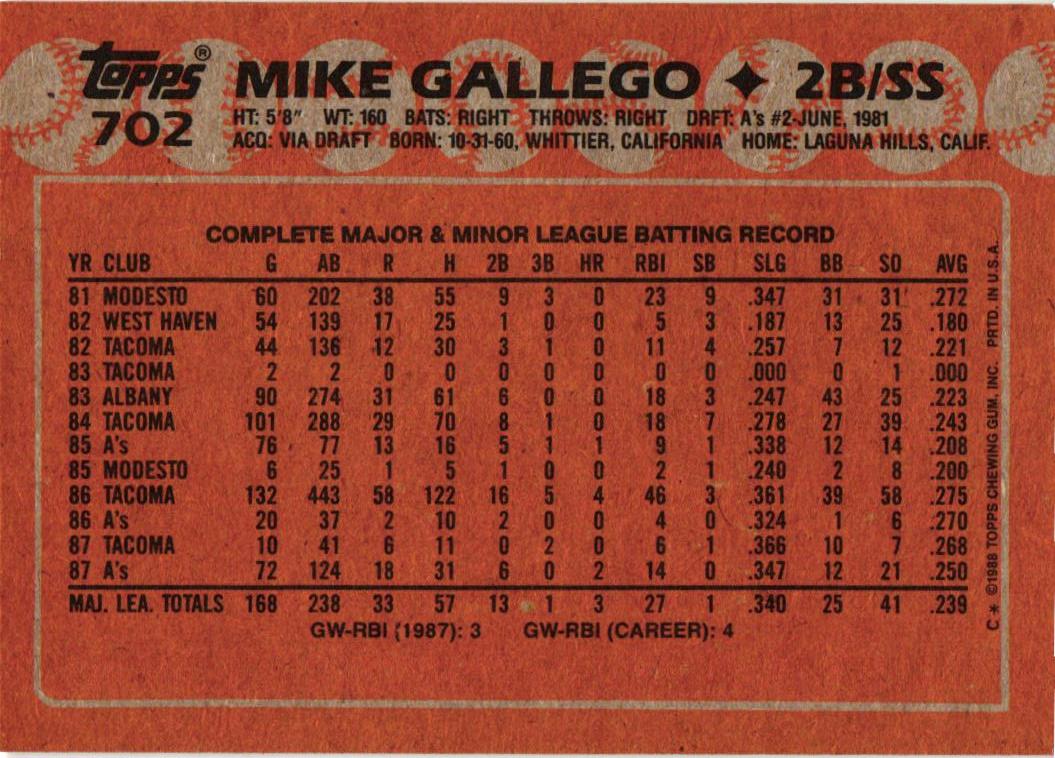 Topps®
702
MIKE GALLEGO ✦ 2B/SS
HT: 5'8" WT: 160 BATS: RIGHT THROWS: RIGHT DRFT: A's #2-JUNE, 1981
ACQ: VIA DRAFT BORN: 10-31-60, WHITTIER, CALIFORNIA HOME: LAGUNA HILLS, CALIF.
COMPLETE MAJOR & MINOR LEAGUE BATTING RECORD
YR CLUB G AB R H 2B 3B HR RBI SB SLG BB SO AVG
81 MODESTO 60 202 38 55 9 3 0 23 9 .347 31 31 .272
82 WEST HAVEN 54 139 17 25 1 0 0 5 3 .187 13 25 .180
82 TACOMA 44 136 12 30 3 1 0 11 4 .257 7 12 .221
83 TACOMA 2 2 0 0 0 0 0 0 0 .000 0 1 .000
83 ALBANY 90 274 31 61 6 0 0 18 3 .247 43 25 .223
84 TACOMA 101 288 29 70 8 1 0 18 7 .278 27 39 .243
85 A's 76 77 13 16 5 1 1 9 1 .338 12 14 .208
85 MODESTO 6 25 1 5 1 0 0 2 1 .240 2 8 .200
86 TACOMA 132 443 58 122 16 5 4 46 3 .361 39 58 .275
86 A's 20 37 2 10 2 0 0 4 0 .324 1 6 .270
87 TACOMA 10 41 6 11 0 2 0 6 1 .366 10 7 .268
87 A's 72 124 18 31 6 0 2 14 0 .347 12 21 .250
MAJ. LEA. TOTALS 168 238 33 57 13 1 3 27 1 .340 25 41 .239
GW-RBI (1987): 3 GW-RBI (CAREER): 4
C * ©1988 TOPPS CHEWING GUM, INC. PRTD. IN U.S.A.